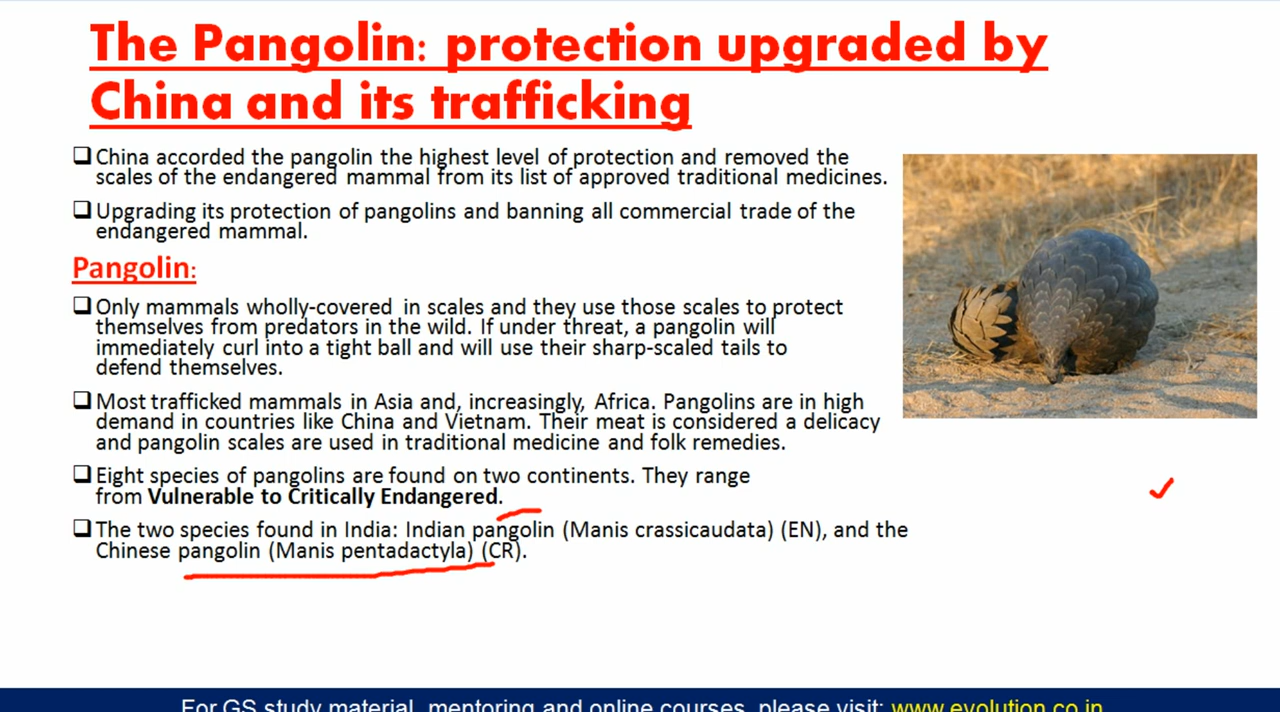 The Pangolin: protection upgraded by
China and its trafficking
❑China accorded the pangolin the highest level of protection and removed the
scales of the endangered mammal from its list of approved traditional medicines.
❑Upgrading its protection of pangolins and banning all commercial trade of the
endangered mammal.
Pangolin:
❑Only mammals wholly-covered in scales and they use those scales to protect
themselves from predators in the wild. If under threat, a pangolin will
immediately curl into a tight ball and will use their sharp-scaled tails to
defend themselves.
❑Most trafficked mammals in Asia and, increasingly, Africa. Pangolins are in high
demand in countries like China and Vietnam. Their meat is considered a delicacy
and pangolin scales are used in traditional medicine and folk remedies.
❑Eight species of pangolins are found on two continents. They range
from Vulnerable to Critically Endangered.
❑The two species found in India: Indian pangolin (Manis crassicaudata) (EN), and the
Chinese pangolin (Manis pentadactyla) (CR).
For GS study material, mentoring and online courses, please visit: www.evolution.co.in